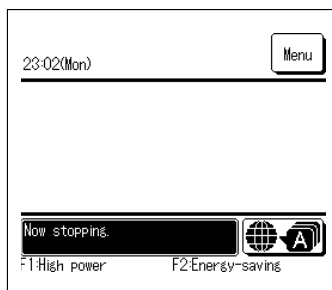 23:02(Mon)
Menu
Now stopping.
A
F1:High power
F2:Energy-saving